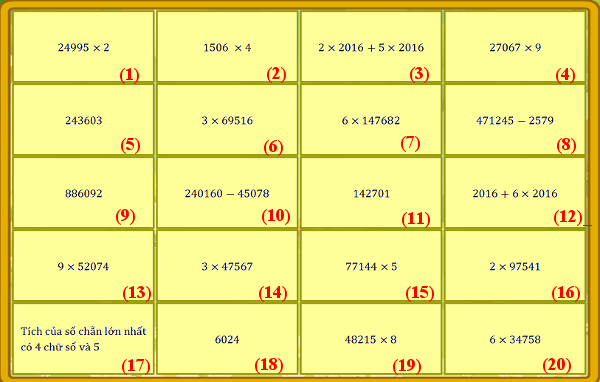 24995 × 2
(1)
1506 × 4
(2)
2 × 2016 + 5 × 2016
(3)
27067 × 9
(4)
243603
(5)
3 × 69516
(6)
6 × 147682
(7)
471245 − 2579
(8)
886092
(9)
240160 − 45078
(10)
142701
(11)
2016 + 6 × 2016
(12)_
9 × 52074
(13)
3 × 47567
(14)
77144 × 5
(15)
2 × 97541
(16)
Tích của số chẵn lớn nhất
có 4 chữ số và 5
(17)
6024
(18)
48215 × 8
(19)
6 × 34758
(20)